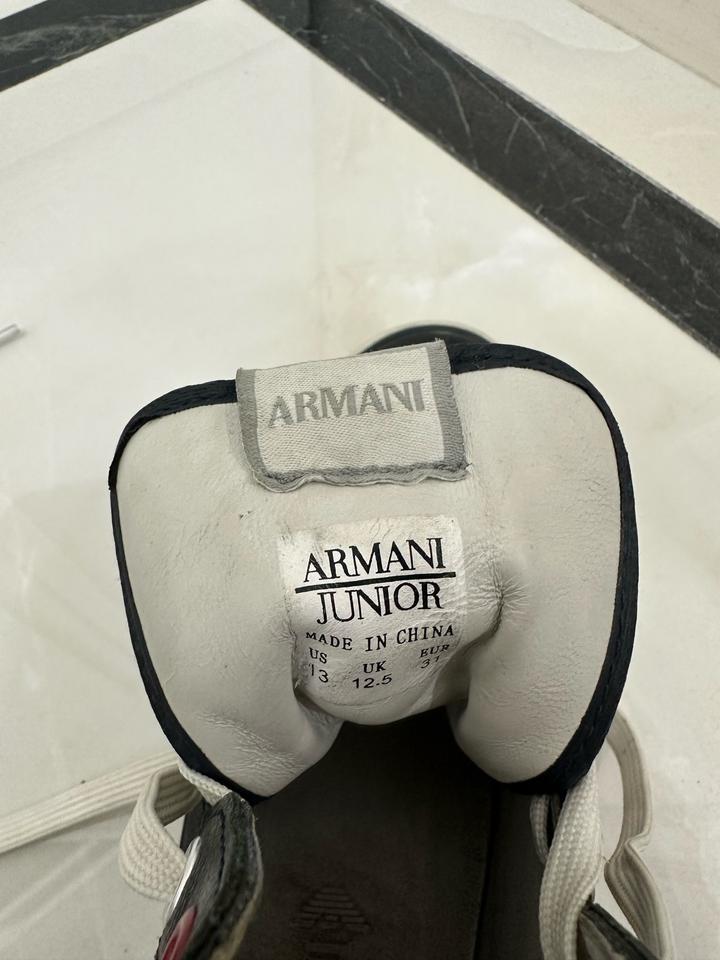 ARMANI
ARMANI
JUNIOR
MADE IN CHINA
US UK EUR
13 12.5 31